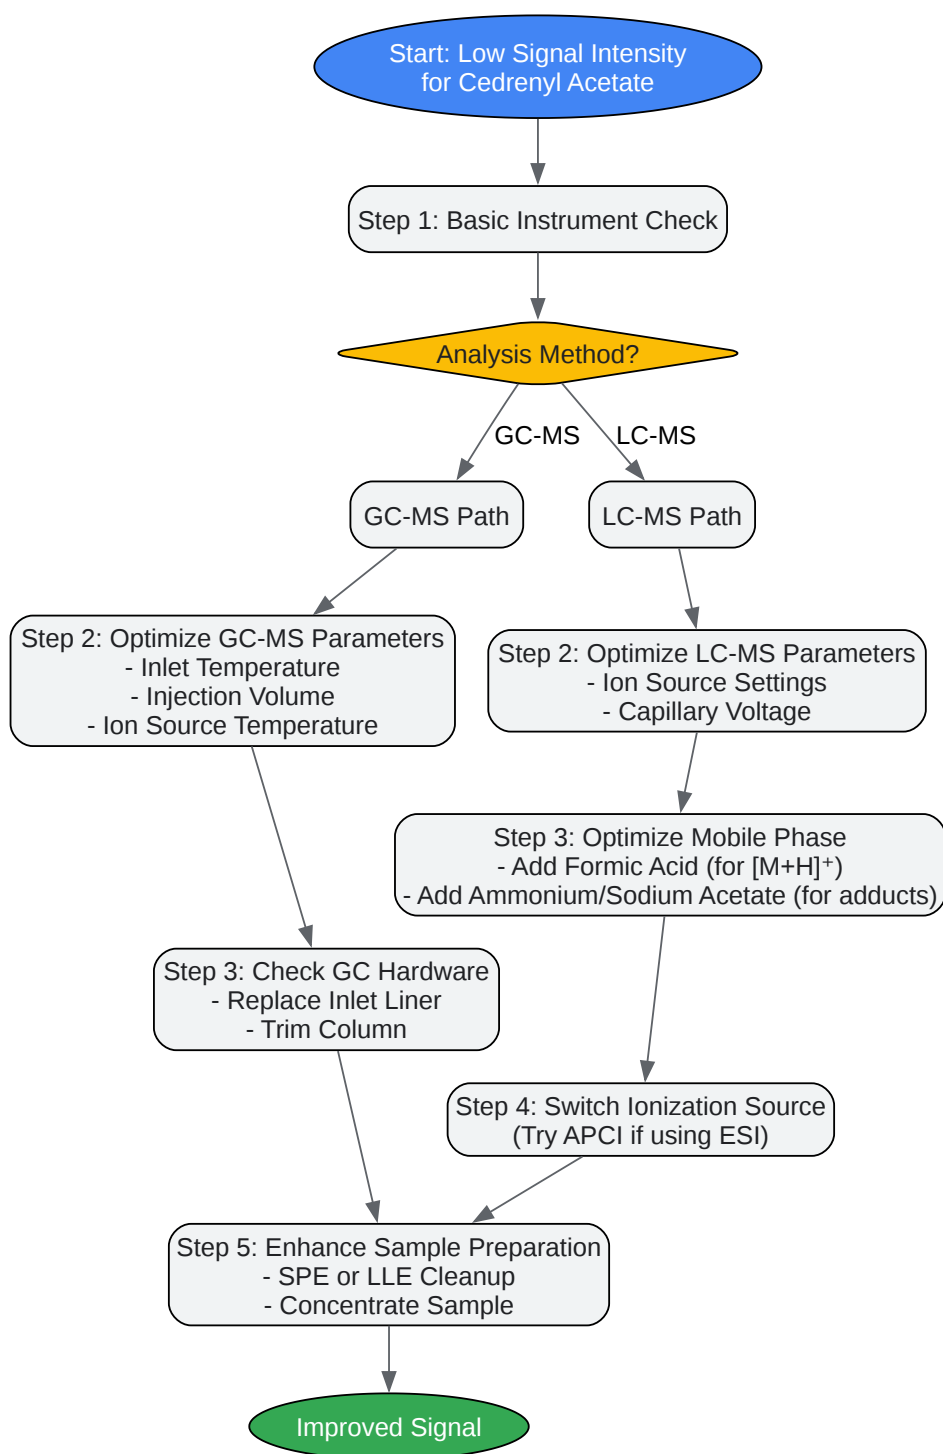 Start: Low Signal Intensity
for Cedrenyl Acetate
Step 1: Basic Instrument Check
Analysis Method?
GC-MS
LC-MS
GC-MS Path
LC-MS Path
Step 2: Optimize GC-MS Parameters
- Inlet Temperature
- Injection Volume
- Ion Source Temperature
Step 2: Optimize LC-MS Parameters
- Ion Source Settings
- Capillary Voltage
Step 3: Optimize Mobile Phase
- Add Formic Acid (for [M+H]⁺)
- Add Ammonium/Sodium Acetate (for adducts)
Step 3: Check GC Hardware
- Replace Inlet Liner
- Trim Column
Step 4: Switch Ionization Source
(Try APCI if using ESI)
Step 5: Enhance Sample Preparation
- SPE or LLE Cleanup
- Concentrate Sample
Improved Signal